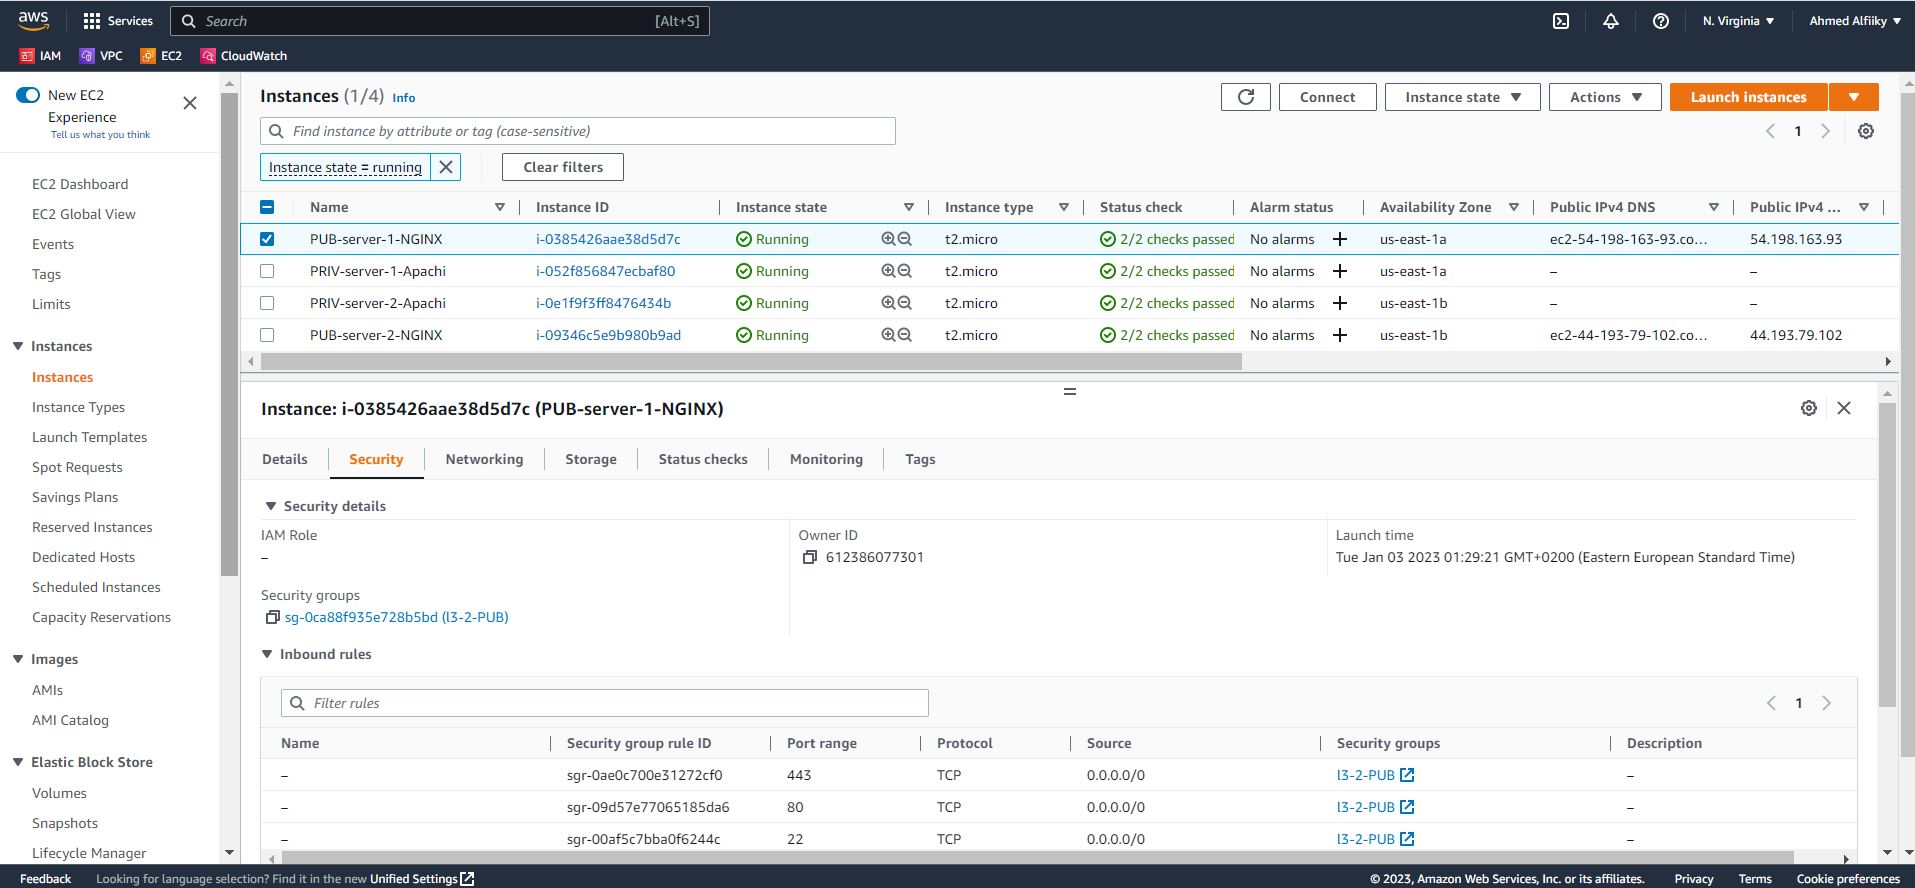 aws
Services
Search [Alt+S]
N. Virginia
Ahmed Alfiiky
IAM
VPC
EC2
CloudWatch
New EC2
Experience
Tell us what you think
EC2 Dashboard
EC2 Global View
Events
Tags
Limits
Instances
Instances
Instance Types
Launch Templates
Spot Requests
Savings Plans
Reserved Instances
Dedicated Hosts
Scheduled Instances
Capacity Reservations
Images
AMIs
AMI Catalog
Elastic Block Store
Volumes
Snapshots
Lifecycle Manager
Instances (1/4) Info
Connect
Instance state
Actions
Launch instances
Find instance by attribute or tag (case-sensitive)
1
Instance state = running
Clear filters
Name Instance ID Instance state Instance type Status check Alarm status Availability Zone Public IPv4 DNS Public IPv4 ...
PUB-server-1-NGINX i-0385426aae38d5d7c Running t2.micro 2/2 checks passed No alarms + us-east-1a ec2-54-198-163-93.co... 54.198.163.93
PRIV-server-1-Apachi i-052f856847ecbaf80 Running t2.micro 2/2 checks passed No alarms + us-east-1a – –
PRIV-server-2-Apachi i-0e1f9f3ff8476434b Running t2.micro 2/2 checks passed No alarms + us-east-1b – –
PUB-server-2-NGINX i-09346c5e9b980b9ad Running t2.micro 2/2 checks passed No alarms + us-east-1b ec2-44-193-79-102.co... 44.193.79.102
Instance: i-0385426aae38d5d7c (PUB-server-1-NGINX)
Details Security Networking Storage Status checks Monitoring Tags
Security details
IAM Role
–
Owner ID
612386077301
Launch time
Tue Jan 03 2023 01:29:21 GMT+0200 (Eastern European Standard Time)
Security groups
sg-0ca88f935e728b5bd (l3-2-PUB)
Inbound rules
Filter rules
1
Name Security group rule ID Port range Protocol Source Security groups Description
– sgr-0ae0c700e31272cf0 443 TCP 0.0.0.0/0 l3-2-PUB –
– sgr-09d57e77065185da6 80 TCP 0.0.0.0/0 l3-2-PUB –
– sgr-00af5c7bba0f6244c 22 TCP 0.0.0.0/0 l3-2-PUB –
Feedback Looking for language selection? Find it in the new Unified Settings © 2023, Amazon Web Services, Inc. or its affiliates. Privacy Terms Cookie preferences